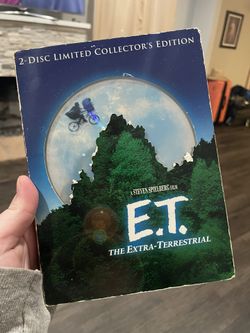 2-Disc Limited Collector's Edition
A STEVEN SPIELBERG FILM
E.T.
THE EXTRA-TERRESTRIAL